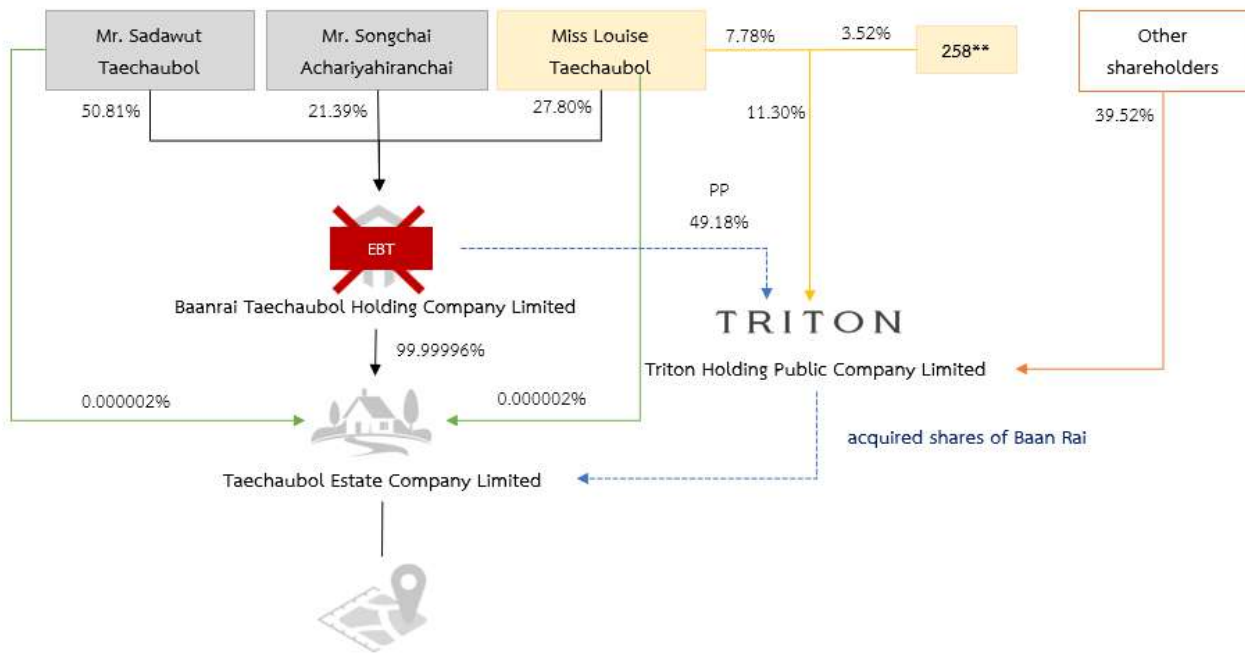 Mr. Sadawut
Taechaubol
Mr. Songchai
Achariyahiranchai
Miss Louise
Taechaubol
7.78%
3.52%
258**
Other
shareholders
50.81%
21.39%
27.80%
11.30%
39.52%
PP
49.18%
EBT
Baanrai Taechaubol Holding Company Limited
TRITON
99.99996%
Triton Holding Public Company Limited
0.000002%
0.000002%
acquired shares of Baan Rai
Taechaubol Estate Company Limited